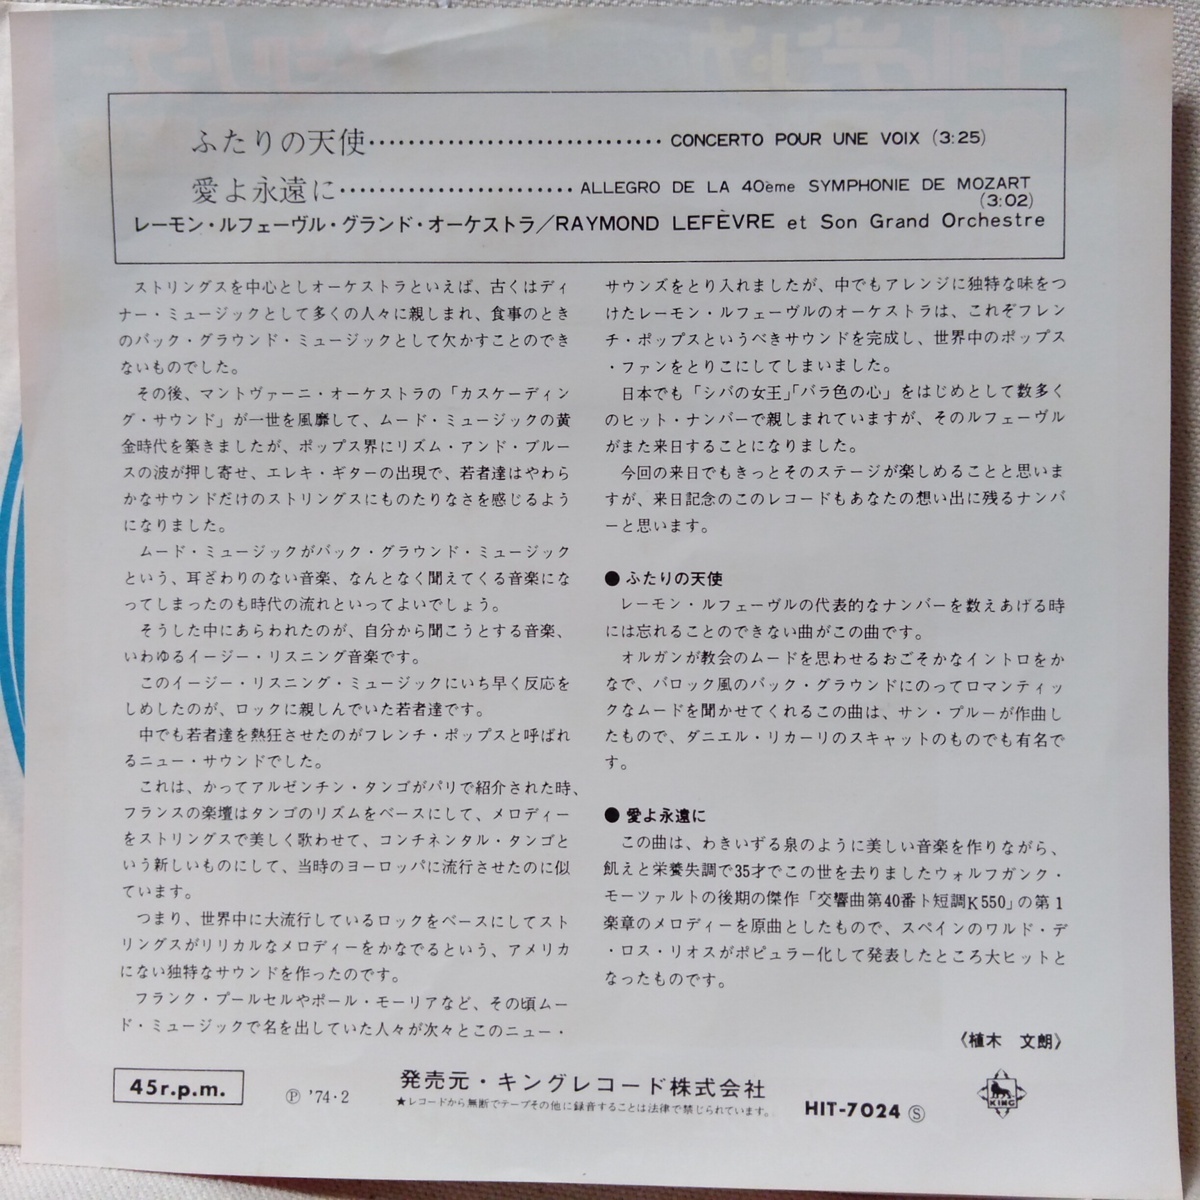 ふたりの天使‥‥‥‥‥‥‥‥‥‥‥‥‥‥CONCERTO POUR UNE VOIX (3:25)
愛よ永遠に‥‥‥‥‥‥‥‥‥‥‥‥ALLEGRO DE LA 40ème SYMPHONIE DE MOZART
(3:02)
レーモン・ルフェーヴル・グランド・オーケストラ/RAYMOND LEFÈVRE et Son Grand Orchestre
ストリングスを中心としオーケストラといえば、古くはディ
ナー・ミュージックとして多くの人々に親しまれ、食事のとき
のバック・グラウンド・ミュージックとして欠かすことのでき
ないものでした。
その後、マントヴァーニ・オーケストラの「カスケーディン
グ・サウンド」が一世を風靡して、ムード・ミュージックの黄
金時代を築きましたが、ポップス界にリズム・アンド・ブルー
スの波が押し寄せ、エレキ・ギターの出現で、若者達はやわら
かなサウンドだけのストリングスにものたりなさを感じるよう
になりました。
ムード・ミュージックがバック・グラウンド・ミュージック
という、耳ざわりのない音楽、なんとなく聞えてくる音楽にな
ってしまったのも時代の流れといってよいでしょう。
そうした中にあらわれたのが、自分から聞こうとする音楽、
いわゆるイージー・リスニング音楽です。
このイージー・リスニング・ミュージックにいち早く反応を
しめしたのが、ロックに親しんでいた若者達です。
中でも若者達を熱狂させたのがフレンチ・ポップスと呼ばれ
るニュー・サウンドでした。
これは、かってアルゼンチン・タンゴがパリで紹介された時、
フランスの楽壇はタンゴのリズムをベースにして、メロディー
をストリングスで美しく歌わせて、コンチネンタル・タンゴと
いう新しいものにして、当時のヨーロッパに流行させたのに似
ています。
つまり、世界中に大流行しているロックをベースにしてスト
リングスがリリカルなメロディーをかなでるという、アメリカ
にない独特なサウンドを作ったのです。
フランク・プールセルやポール・モーリアなど、その頃ムー
ド・ミュージックで名を出していた人々が次々とこのニュー・
サウンズをとり入れましたが、中でもアレンジに独特な味をつ
けたレーモン・ルフェーヴルのオーケストラは、これぞフレン
チ・ポップスというべきサウンドを完成し、世界中のポップス
・ファンをとりこにしてしまいました。
日本でも「シバの女王」「バラ色の心」をはじめとして数多く
のヒット・ナンバーで親しまれていますが、そのルフェーヴル
がまた来日することになりました。
今回の来日でもきっとそのステージが楽しめることと思いま
すが、来日記念のこのレコードもあなたの想い出に残るナンバ
ーと思います。
●ふたりの天使
レーモン・ルフェーヴルの代表的なナンバーを数えあげる時
には忘れることのできない曲がこの曲です。
オルガンが教会のムードを思わせるおごそかなイントロをか
なで、バロック風のバック・グラウンドにのってロマンティッ
クなムードを聞かせてくれるこの曲は、サン・プルーが作曲し
たもので、ダニエル・リカーリのスキャットのものでも有名で
す。
●愛よ永遠に
この曲は、わきいずる泉のように美しい音楽を作りながら、
飢えと栄養失調で35才でこの世を去りましたウォルフガンク・
モーツァルトの後期の傑作「交響曲第40番ト短調K550」の第1
楽章のメロディーを原曲としたもので、スペインのワルド・デ
・ロス・リオスがポピュラー化して発表したところ大ヒットと
なったものです。
《植木 文朗》
45r.p.m.
Ⓟ '74・2
発売元・キングレコード株式会社
★レコードから無断でテープその他に録音することは法律で禁じられています。
HIT-7024 Ⓢ
KING